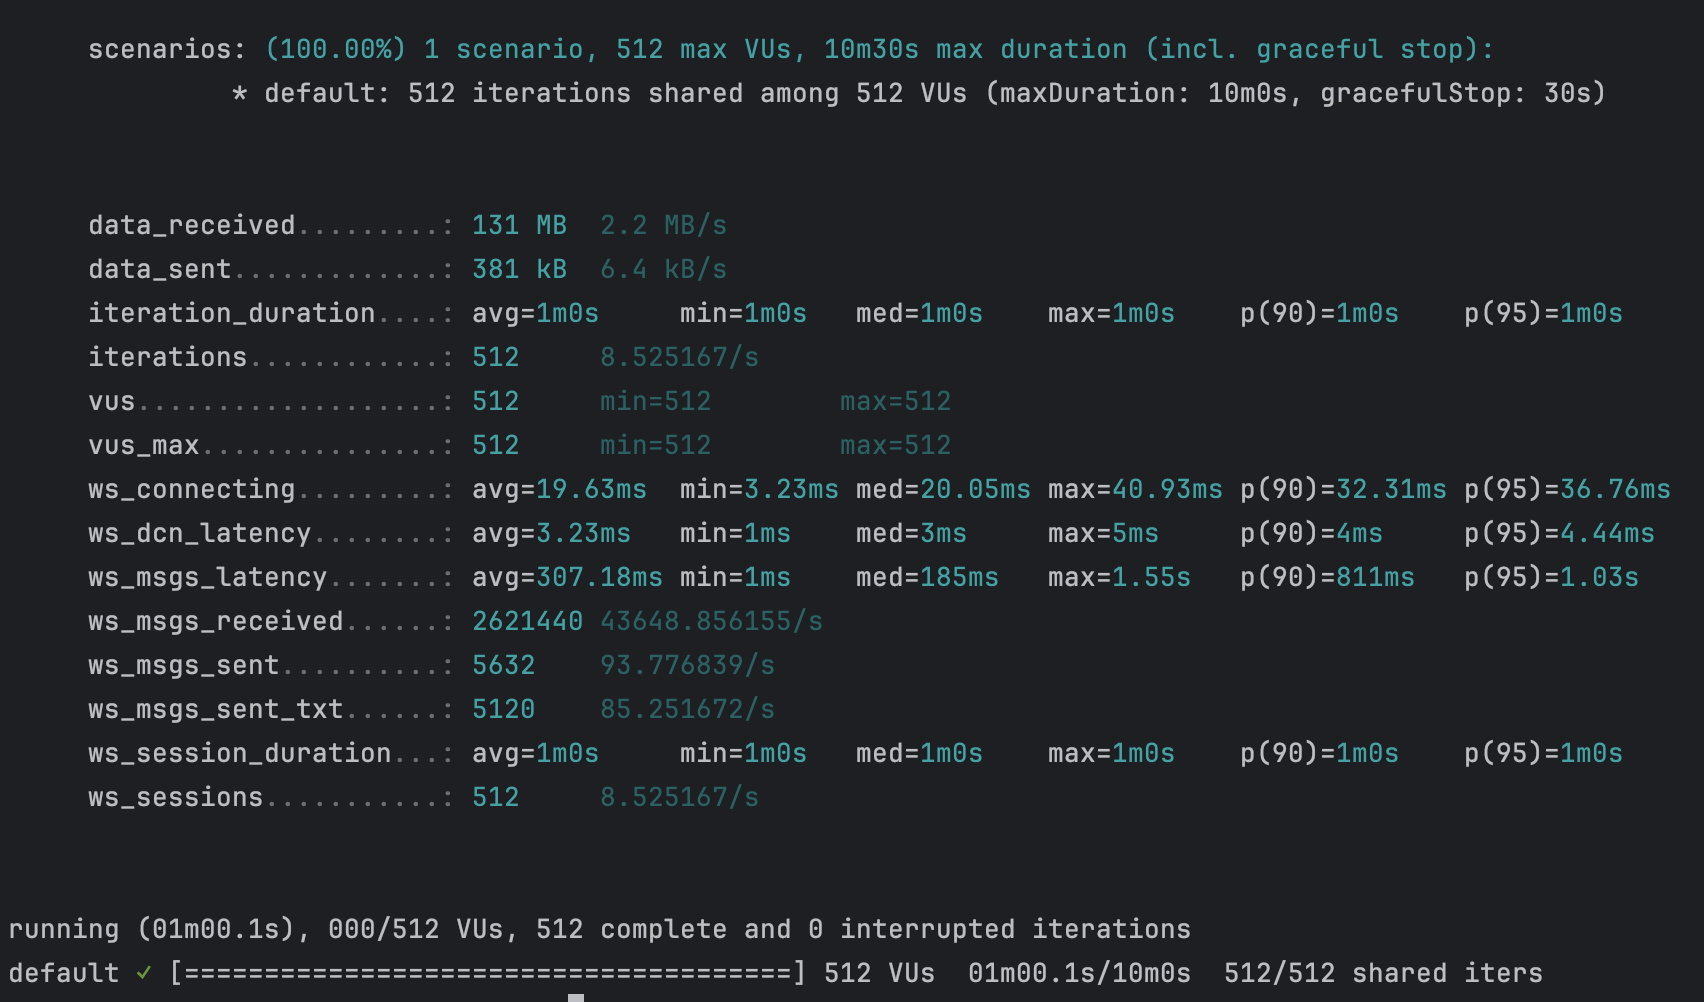 scenarios: (100.00%) 1 scenario, 512 max VUs, 10m30s max duration (incl. graceful stop):
* default: 512 iterations shared among 512 VUs (maxDuration: 10m0s, gracefulStop: 30s)
data_received.........: 131 MB 2.2 MB/s
data_sent.............: 381 kB 6.4 kB/s
iteration_duration....: avg=1m0s min=1m0s med=1m0s max=1m0s p(90)=1m0s p(95)=1m0s
iterations............: 512 8.525167/s
vus...................: 512 min=512 max=512
vus_max...............: 512 min=512 max=512
ws_connecting.........: avg=19.63ms min=3.23ms med=20.05ms max=40.93ms p(90)=32.31ms p(95)=36.76ms
ws_dcn_latency........: avg=3.23ms min=1ms med=3ms max=5ms p(90)=4ms p(95)=4.44ms
ws_msgs_latency.......: avg=307.18ms min=1ms med=185ms max=1.55s p(90)=811ms p(95)=1.03s
ws_msgs_received......: 2621440 43648.856155/s
ws_msgs_sent..........: 5632 93.776839/s
ws_msgs_sent_txt......: 5120 85.251672/s
ws_session_duration...: avg=1m0s min=1m0s med=1m0s max=1m0s p(90)=1m0s p(95)=1m0s
ws_sessions...........: 512 8.525167/s
running (01m00.1s), 000/512 VUs, 512 complete and 0 interrupted iterations
default ✓ [======================================] 512 VUs 01m00.1s/10m0s 512/512 shared iters